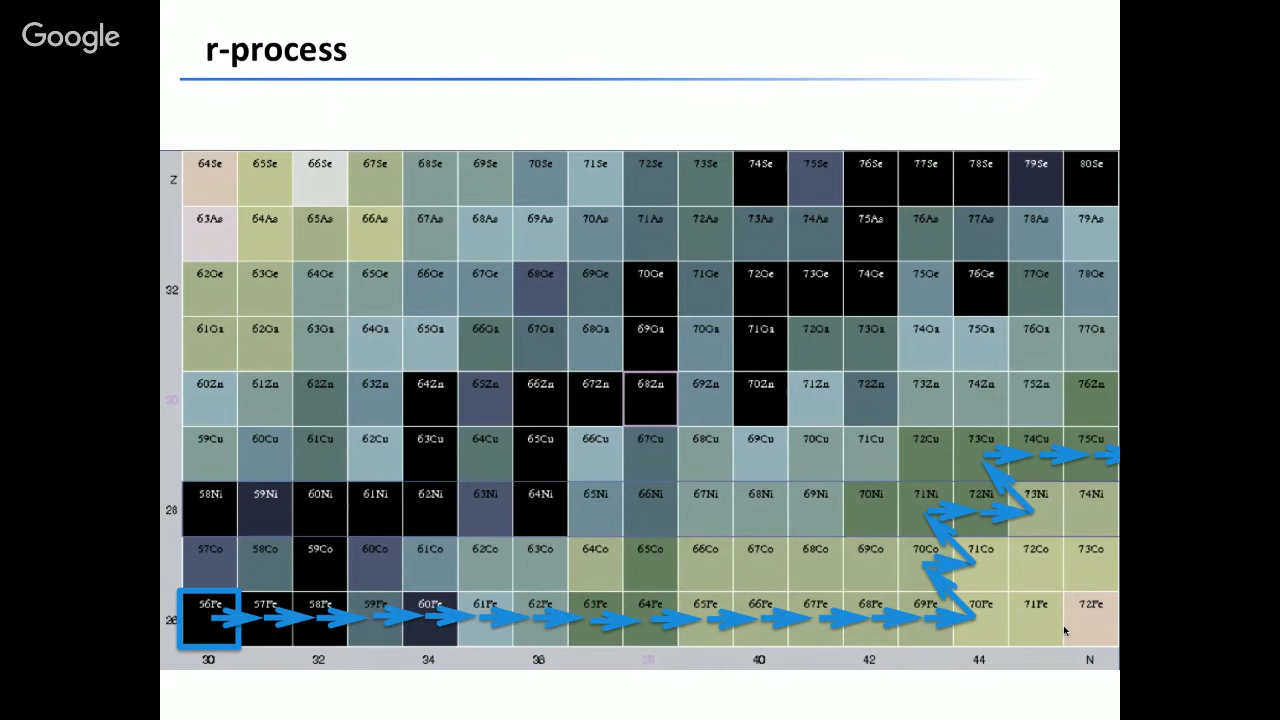 Google
r-process
Z
64Se 65Se 66Se 67Se 68Se 69Se 70Se 71Se 72Se 73Se 74Se 75Se 76Se 77Se 78Se 79Se 80Se
63As 64As 65As 66As 67As 68As 69As 70As 71As 72As 73As 74As 75As 76As 77As 78As 79As
32 62Ge 63Ge 64Ge 65Ge 66Ge 67Ge 68Ge 69Ge 70Ge 71Ge 72Ge 73Ge 74Ge 75Ge 76Ge 77Ge 78Ge
61Ga 62Ga 63Ga 64Ga 65Ga 66Ga 67Ga 68Ga 69Ga 70Ga 71Ga 72Ga 73Ga 74Ga 75Ga 76Ga 77Ga
30 60Zn 61Zn 62Zn 63Zn 64Zn 65Zn 66Zn 67Zn 68Zn 69Zn 70Zn 71Zn 72Zn 73Zn 74Zn 75Zn 76Zn
59Cu 60Cu 61Cu 62Cu 63Cu 64Cu 65Cu 66Cu 67Cu 68Cu 69Cu 70Cu 71Cu 72Cu 73Cu 74Cu 75Cu
28 58Ni 59Ni 60Ni 61Ni 62Ni 63Ni 64Ni 65Ni 66Ni 67Ni 68Ni 69Ni 70Ni 71Ni 72Ni 73Ni 74Ni
57Co 58Co 59Co 60Co 61Co 62Co 63Co 64Co 65Co 66Co 67Co 68Co 69Co 70Co 71Co 72Co 73Co
26 56Fe 57Fe 58Fe 59Fe 60Fe 61Fe 62Fe 63Fe 64Fe 65Fe 66Fe 67Fe 68Fe 69Fe 70Fe 71Fe 72Fe
30 32 34 36 38 40 42 44 N